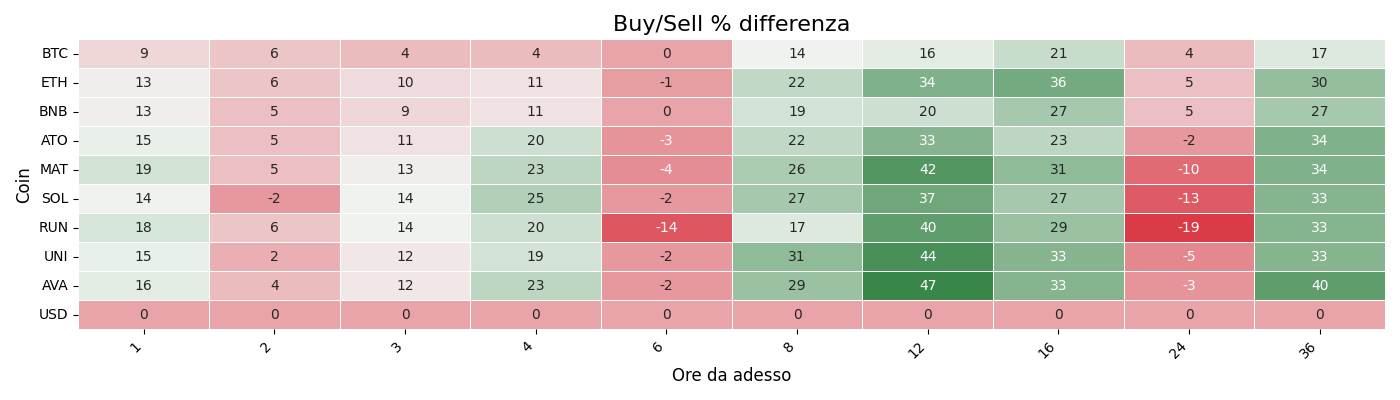 Buy/Sell % differenza
Coin
BTC 9 6 4 4 0 14 16 21 4 17
ETH 13 6 10 11 -1 22 34 36 5 30
BNB 13 5 9 11 0 19 20 27 5 27
ATO 15 5 11 20 -3 22 33 23 -2 34
MAT 19 5 13 23 -4 26 42 31 -10 34
SOL 14 -2 14 25 -2 27 37 27 -13 33
RUN 18 6 14 20 -14 17 40 29 -19 33
UNI 15 2 12 19 -2 31 44 33 -5 33
AVA 16 4 12 23 -2 29 47 33 -3 40
USD 0 0 0 0 0 0 0 0 0 0
1 2 3 4 6 8 12 16 24 36
Ore da adesso